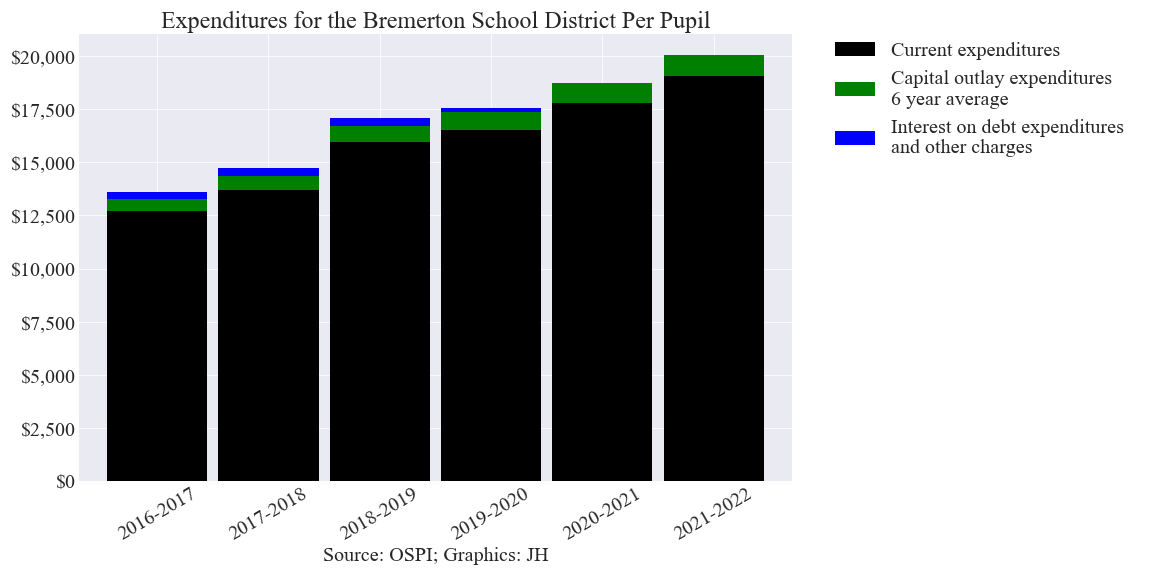 Expenditures for the Bremerton School District Per Pupil
$20,000
$17,500
$15,000
$12,500
$10,000
$7,500
$5,000
$2,500
$0
2016-2017
2017-2018
2018-2019
2019-2020
2020-2021
2021-2022
Source: OSPI; Graphics: JH
Current expenditures
Capital outlay expenditures
6 year average
Interest on debt expenditures
and other charges